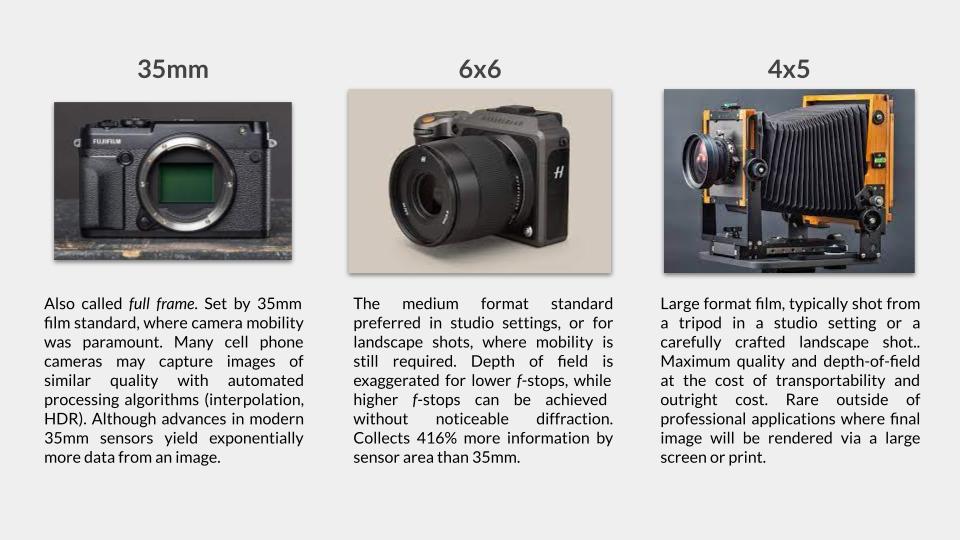 35mm
6x6
4x5
FUJIFILM
HASSELBLAD
H
Also called full frame. Set by 35mm
film standard, where camera mobility
was paramount. Many cell phone
cameras may capture images of
similar quality with automated
processing algorithms (interpolation,
HDR). Although advances in modern
35mm sensors yield exponentially
more data from an image.
The medium format standard
preferred in studio settings, or for
landscape shots, where mobility is
still required. Depth of field is
exaggerated for lower f-stops, while
higher f-stops can be achieved
without noticeable diffraction.
Collects 416% more information by
sensor area than 35mm.
Large format film, typically shot from
a tripod in a studio setting or a
carefully crafted landscape shot..
Maximum quality and depth-of-field
at the cost of transportability and
outright cost. Rare outside of
professional applications where final
image will be rendered via a large
screen or print.